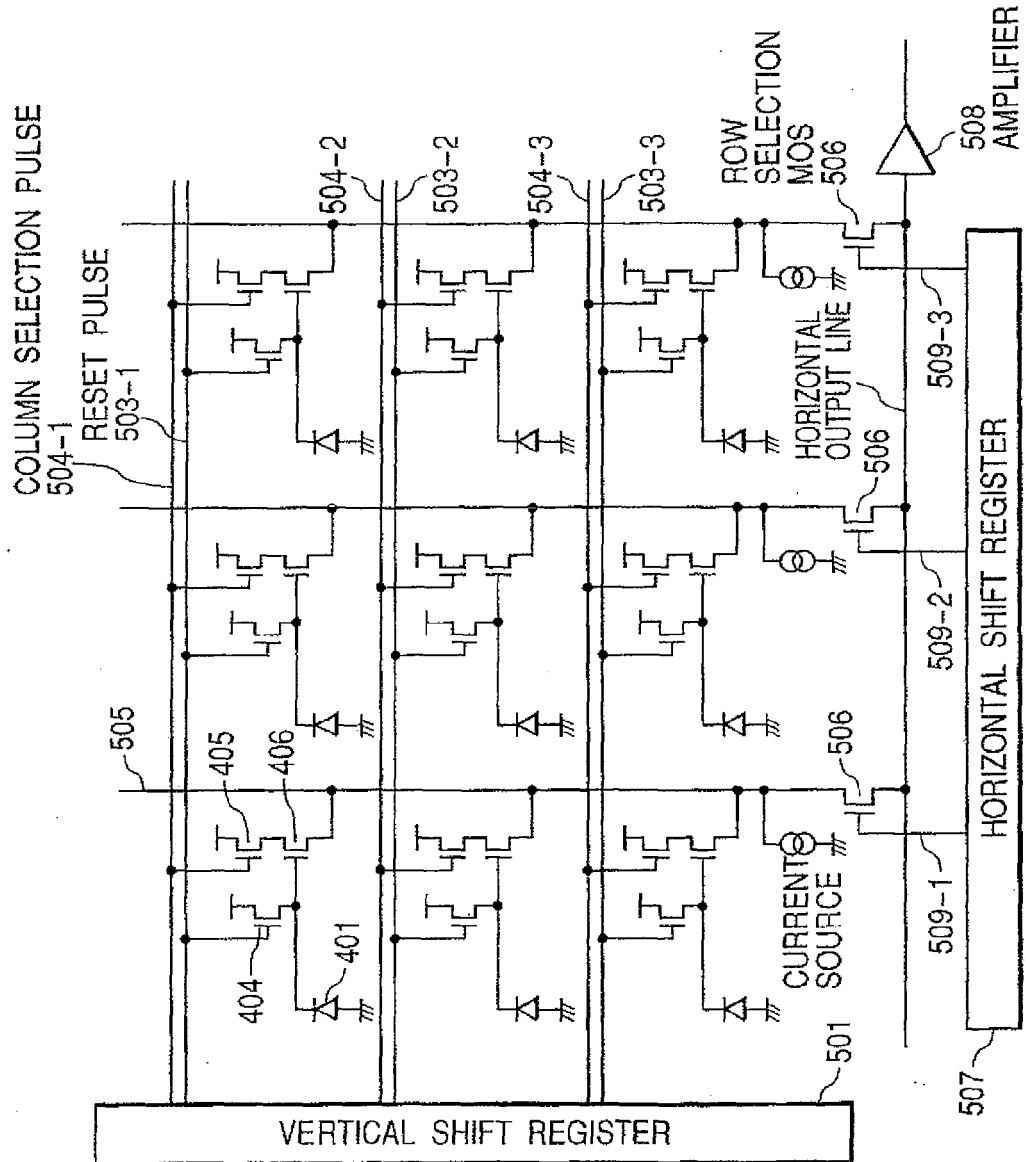 COLUMN SELECTION PULSE
504-1
RESET PULSE
503-1
505
405
406
404
401
504-2
503-2
504-3
503-3
CURRENT
SOURCE
HORIZONTAL
OUTPUT LINE
ROW
SELECTION
MOS
506
506
506
508
AMPLIFIER
509-1
509-2
509-3
501
VERTICAL SHIFT REGISTER
507
HORIZONTAL SHIFT REGISTER